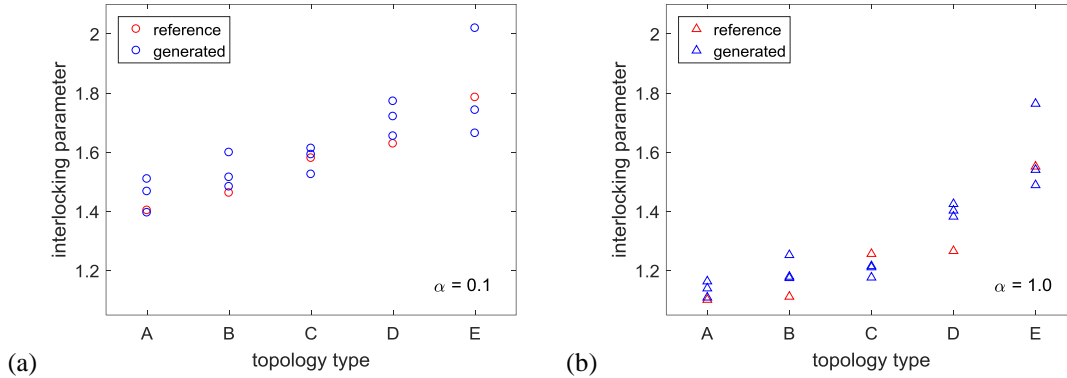 reference
generated
2
1.8
1.6
1.4
1.2
interlocking parameter
α = 0.1
A B C D E
topology type
(a)
reference
generated
2
1.8
1.6
1.4
1.2
interlocking parameter
α = 1.0
A B C D E
topology type
(b)